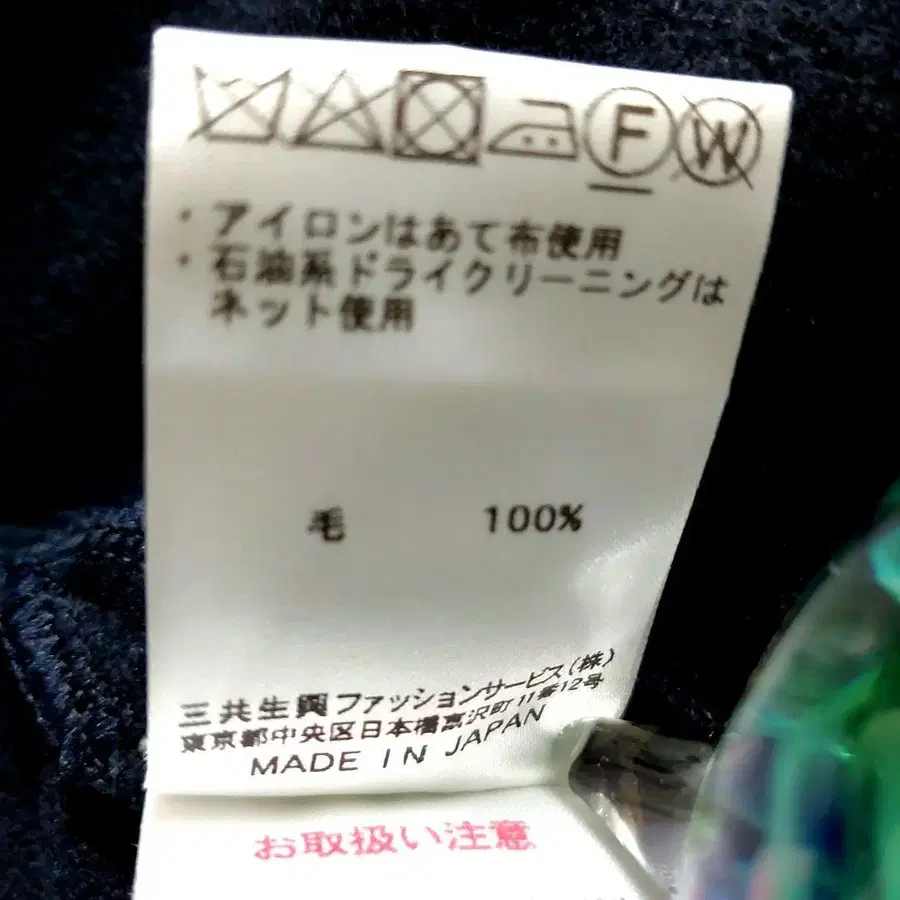 F W
・アイロンはあて布使用
・石油系ドライクリーニングは
ネット使用
毛 100%
三共生興ファッションサービス(株)
東京都中央区日本橋富沢町11番12号
MADE IN JAPAN
お取扱い注意